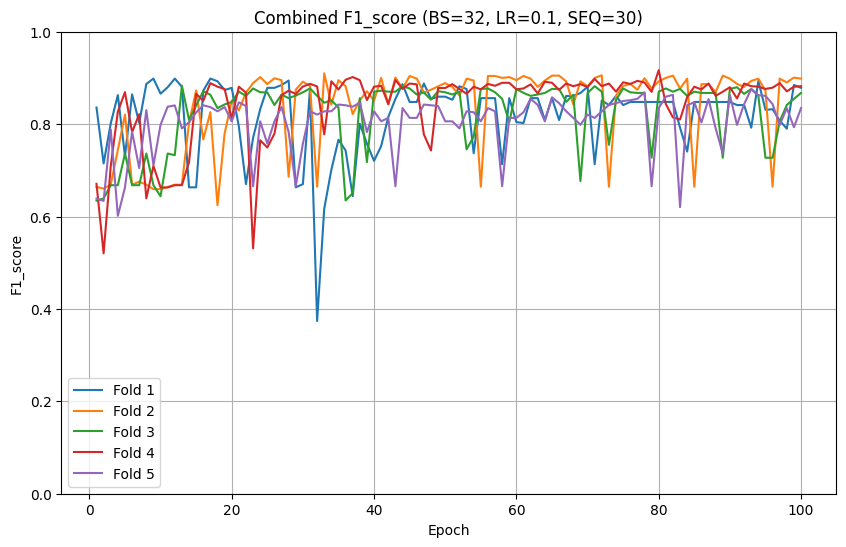 Combined F1_score (BS=32, LR=0.1, SEQ=30)
F1_score
1.0
0.8
0.6
0.4
0.2
0.0
Fold 1
Fold 2
Fold 3
Fold 4
Fold 5
0 20 40 60 80 100
Epoch